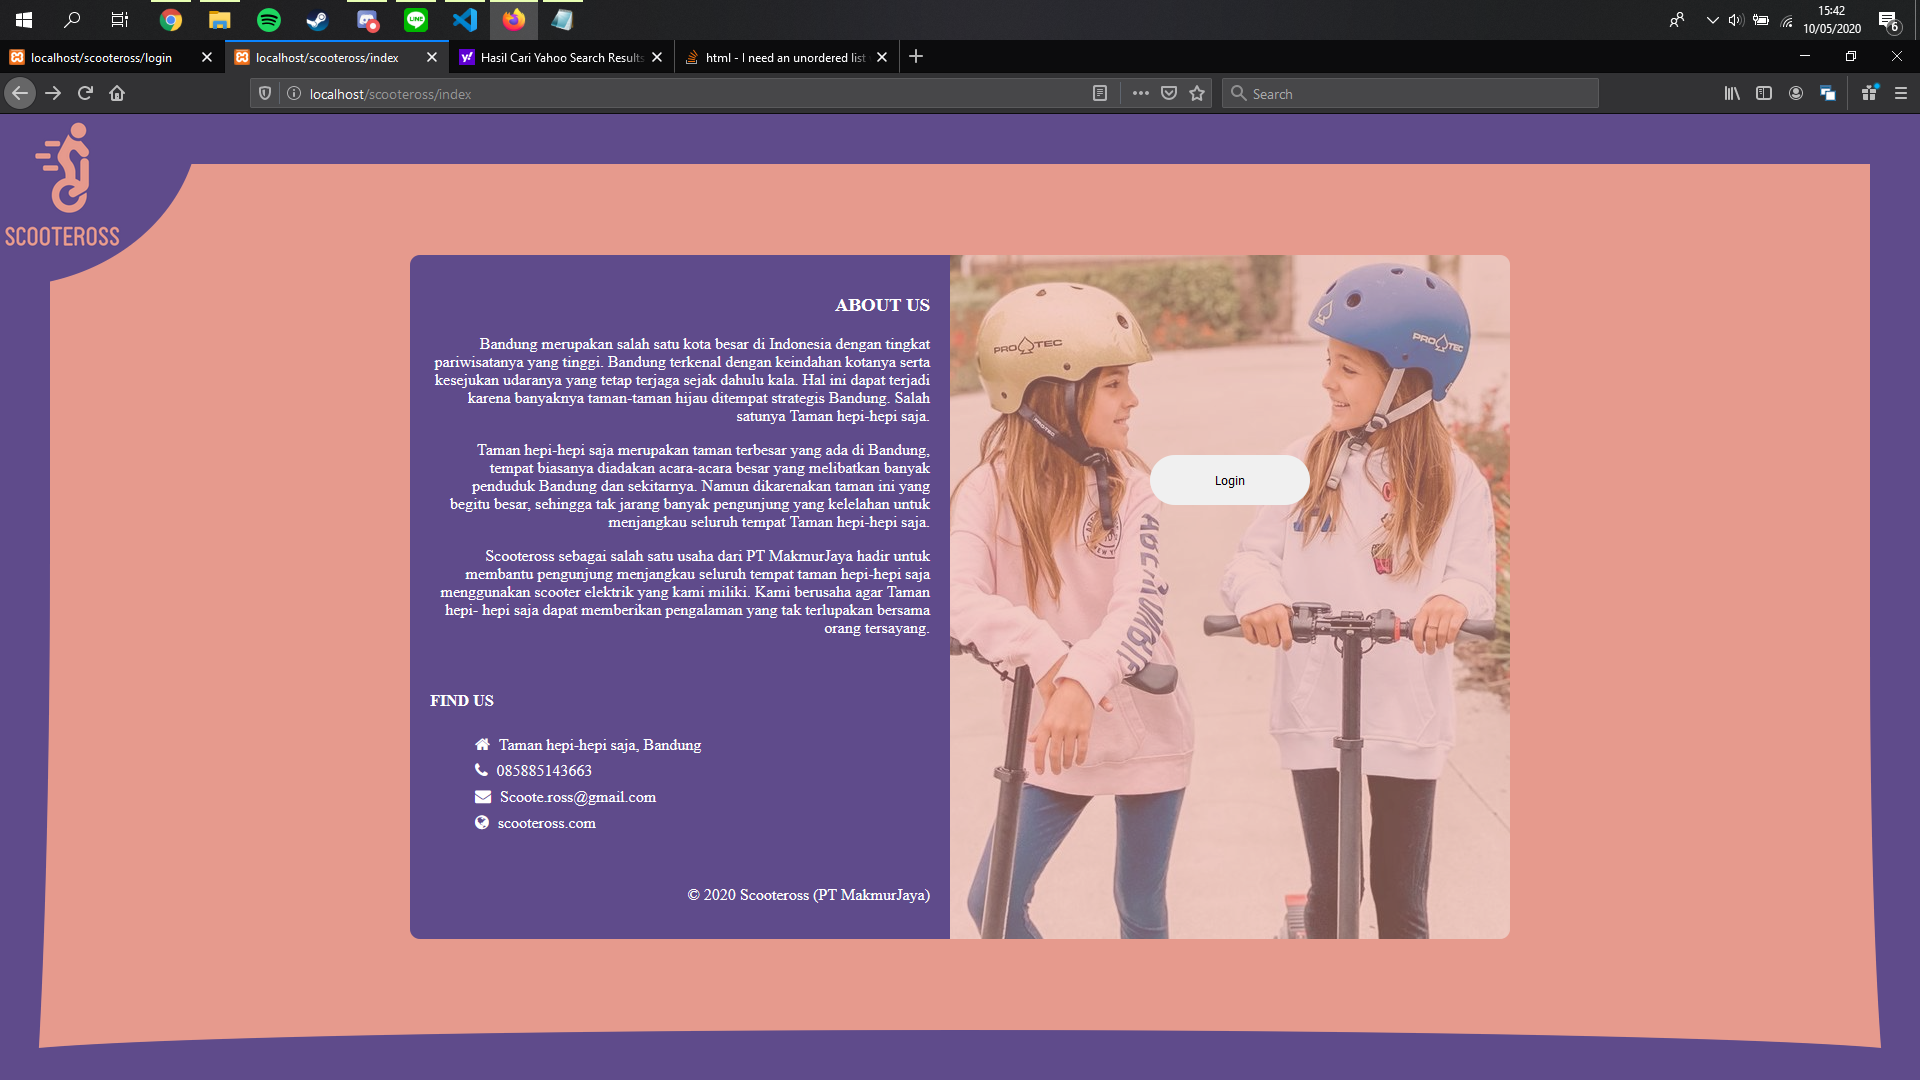 15:42
10/05/2020
6
localhost/scooteross/login
localhost/scooteross/index
Hasil Cari Yahoo Search Results
html - I need an unordered list
localhost/scooteross/index
Search
SCOOTEROSS
ABOUT US
Bandung merupakan salah satu kota besar di Indonesia dengan tingkat
pariwisatanya yang tinggi. Bandung terkenal dengan keindahan kotanya serta
kesejukan udaranya yang tetap terjaga sejak dahulu kala. Hal ini dapat terjadi
karena banyaknya taman-taman hijau ditempat strategis Bandung. Salah
satunya Taman hepi-hepi saja.
Taman hepi-hepi saja merupakan taman terbesar yang ada di Bandung,
tempat biasanya diadakan acara-acara besar yang melibatkan banyak
penduduk Bandung dan sekitarnya. Namun dikarenakan taman ini yang
begitu besar, sehingga tak jarang banyak pengunjung yang kelelahan untuk
menjangkau seluruh tempat Taman hepi-hepi saja.
Scooteross sebagai salah satu usaha dari PT MakmurJaya hadir untuk
membantu pengunjung menjangkau seluruh tempat taman hepi-hepi saja
menggunakan scooter elektrik yang kami miliki. Kami berusaha agar Taman
hepi- hepi saja dapat memberikan pengalaman yang tak terlupakan bersama
orang tersayang.
FIND US
Taman hepi-hepi saja, Bandung
085885143663
Scoote.ross@gmail.com
scooteross.com
© 2020 Scooteross (PT MakmurJaya)
PRO TEC
PRO TEC
PROTEC
Login